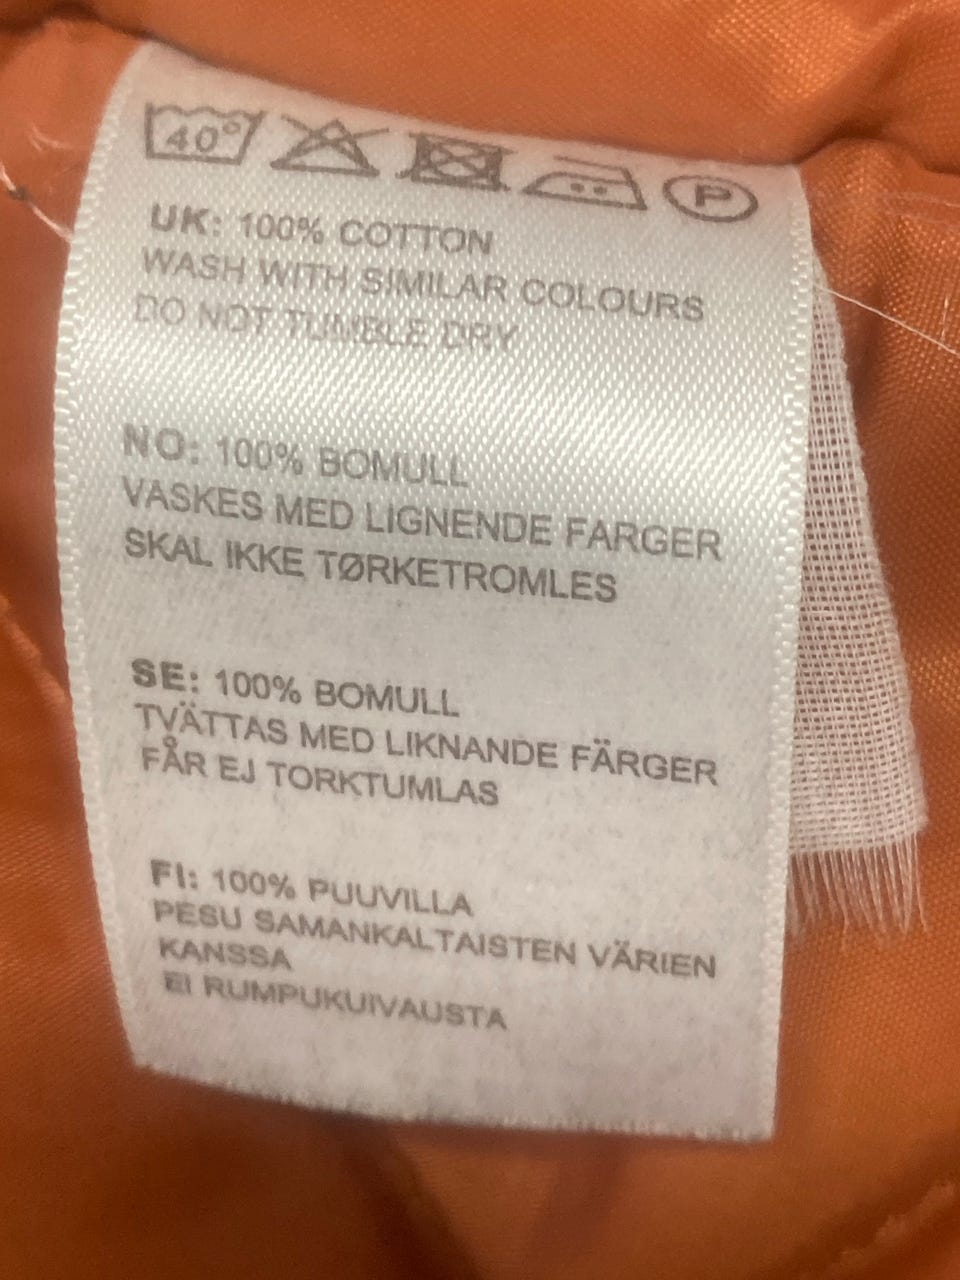 40°
P
UK: 100% COTTON
WASH WITH SIMILAR COLOURS
DO NOT TUMBLE DRY
NO: 100% BOMULL
VASKES MED LIGNENDE FARGER
SKAL IKKE TØRKETROMLES
SE: 100% BOMULL
TVÄTTAS MED LIKNANDE FÄRGER
FÅR EJ TORKTUMLAS
FI: 100% PUUVILLA
PESU SAMANKALTAISTEN VÄRIEN
KANSSA
EI RUMPUKUIVAUSTA